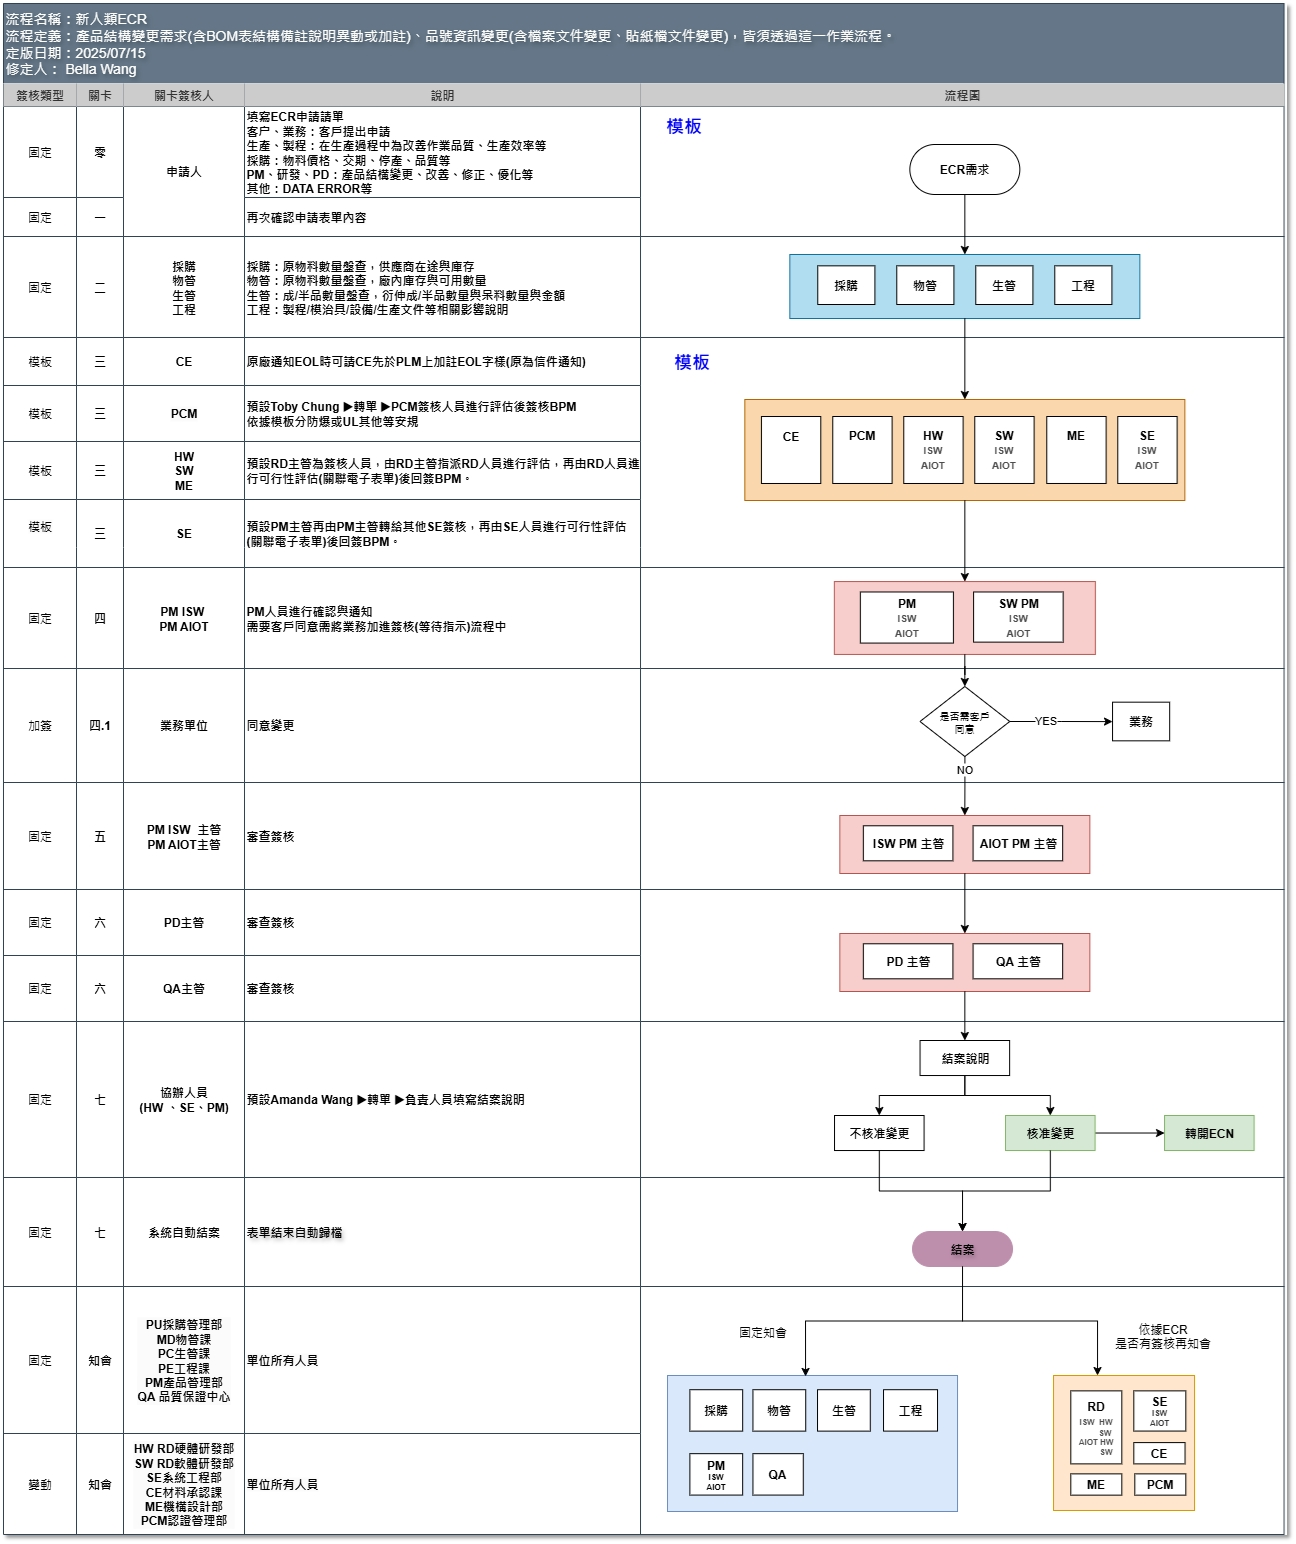 流程名稱：新人類ECR
流程定義：產品結構變更需求(含BOM表結構備註說明異動或加註)、品號資訊變更(含檔案文件變更、貼紙檔文件變更)，皆須透過這一作業流程。
定版日期：2025/07/15
修定人： Bella Wang
簽核類型 關卡 關卡簽核人 說明 流程圖
固定 零 申請人
填寫ECR申請請單
客户、業務：客戶提出申請
生產、製程：在生產過程中為改善作業品質、生產效率等
採購：物料價格、交期、停產、品質等
PM、研發、PD：產品結構變更、改善、修正、優化等
其他：DATA ERROR等
模板
ECR需求
固定 一 再次確認申請表單內容
固定 二
採購
物管
生管
工程
採購：原物料數量盤查，供應商在途與庫存
物管：原物料數量盤查，廠內庫存與可用數量
生管：成/半品數量盤查，衍伸成/半品數量與呆料數量與金額
工程：製程/模治具/設備/生產文件等相關影響說明
採購 物管 生管 工程
模板 三 CE 原廠通知EOL時可請CE先於PLM上加註EOL字樣(原為信件通知)
模板
模板 三 PCM
預設Toby Chung ▶轉單 ▶PCM簽核人員進行評估後簽核BPM
依據模板分防爆或UL其他等安規
模板 三
HW
SW
ME
預設RD主管為簽核人員，由RD主管指派RD人員進行評估，再由RD人員進
行可行性評估(關聯電子表單)後回簽BPM。
模板 三 SE
預設PM主管再由PM主管轉給其他SE簽核，再由SE人員進行可行性評估
(關聯電子表單)後回簽BPM。
CE PCM HW SW ME SE
ISW ISW ISW
AIOT AIOT AIOT
固定 四
PM ISW
PM AIOT
PM人員進行確認與通知
需要客戶同意需將業務加進簽核(等待指示)流程中
PM SW PM
ISW ISW
AIOT AIOT
加簽 四.1 業務單位 同意變更
是否需客戶
同意
YES
業務
NO
固定 五
PM ISW 主管
PM AIOT主管
審查簽核
ISW PM 主管 AIOT PM 主管
固定 六 PD主管 審查簽核
固定 六 QA主管 審查簽核
PD 主管 QA 主管
固定 七
協辦人員
(HW 、SE、PM)
預設Amanda Wang ▶轉單 ▶負責人員填寫結案說明
結案說明
不核准變更 核准變更 轉開ECN
固定 七 系統自動結案 表單結束自動歸檔
結案
固定 知會
PU採購管理部
MD物管課
PC生管課
PE工程課
PM產品管理部
QA 品質保證中心
單位所有人員
固定知會
依據ECR
是否有簽核再知會
採購 物管 生管 工程
PM QA
ISW
AIOT
RD
ISW HW
SW
AIOT HW
SW
SE
ISW
AIOT
CE
ME PCM
變動 知會
HW RD硬體研發部
SW RD軟體研發部
SE系統工程部
CE材料承認課
ME機構設計部
PCM認證管理部
單位所有人員